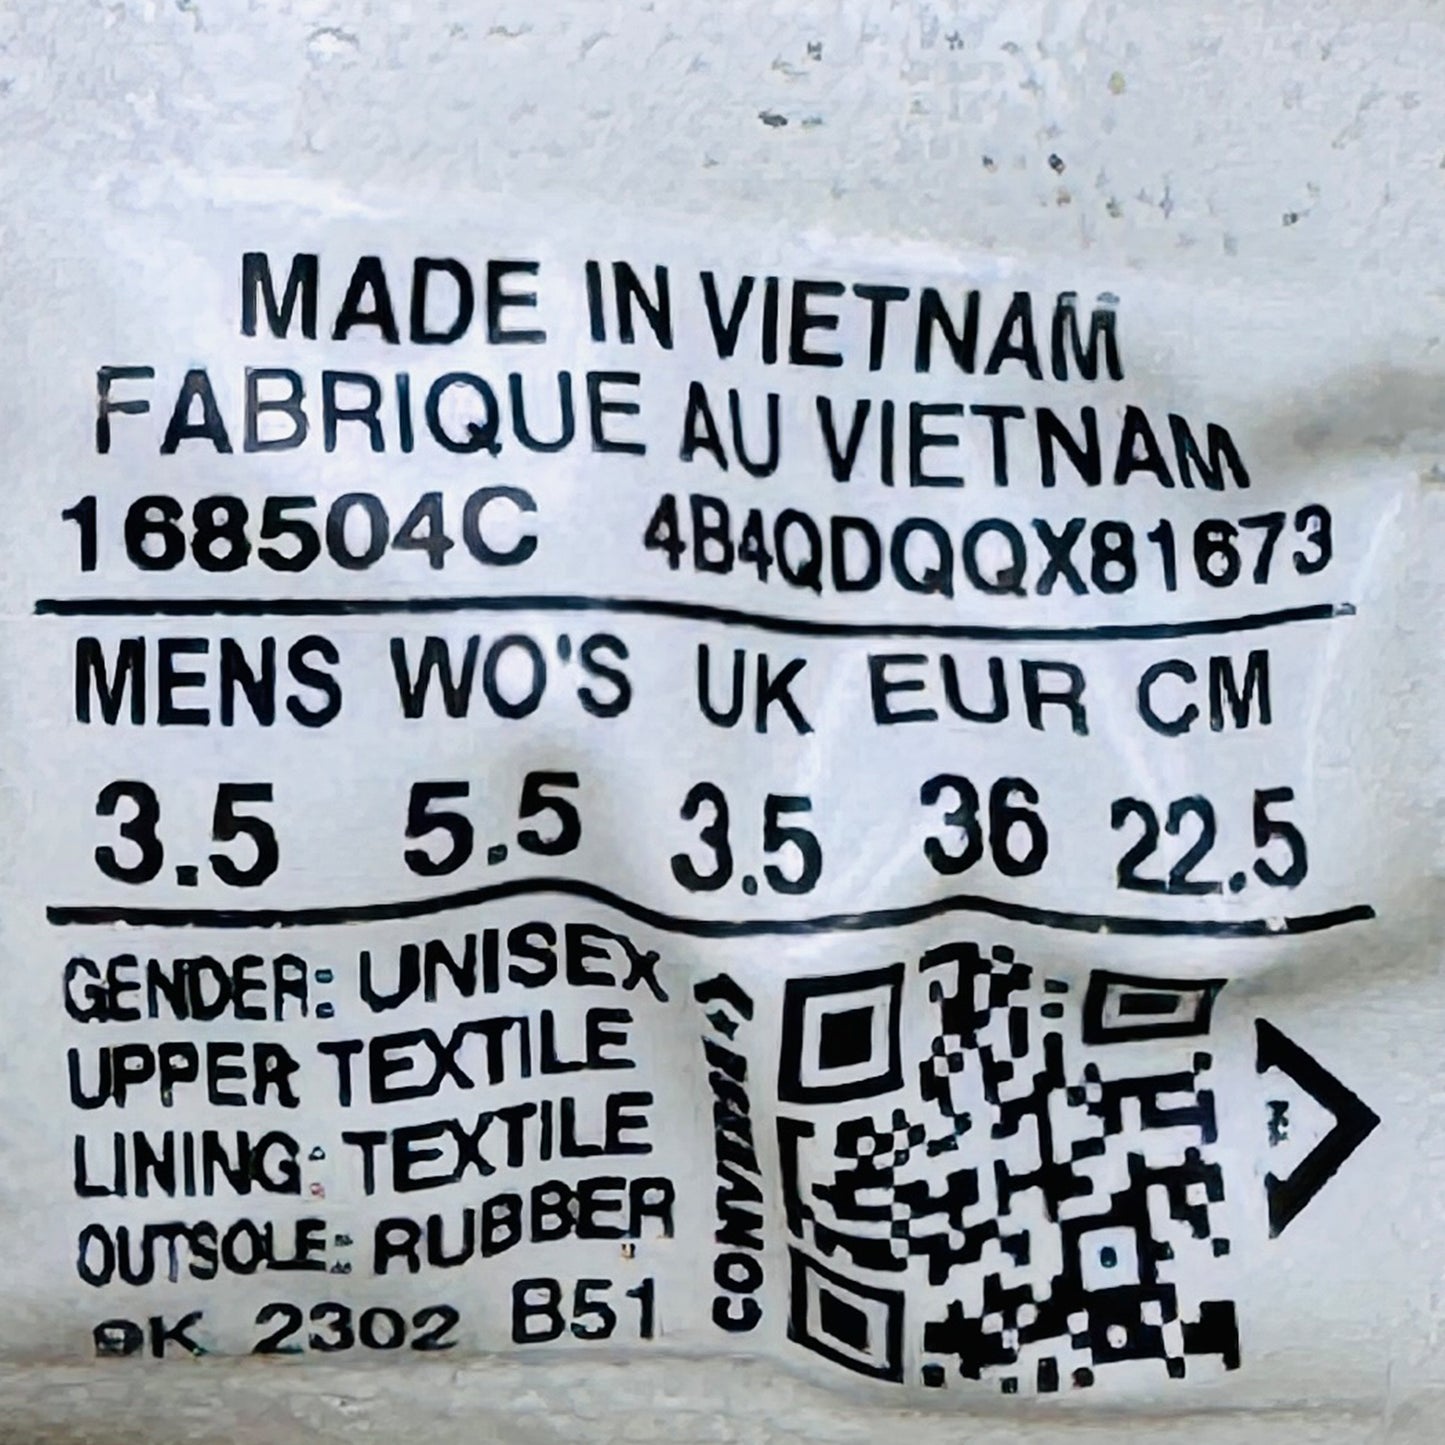 MADE IN VIETNAM
FABRIQUE AU VIETNAM
168504C 4B4QDQQX81673
MENS WO'S UK EUR CM
3.5 5.5 3.5 36 22.5
GENDER: UNISEX
UPPER TEXTILE
LINING: TEXTILE
OUTSOLE: RUBBER
2302 B51
CONVERSE